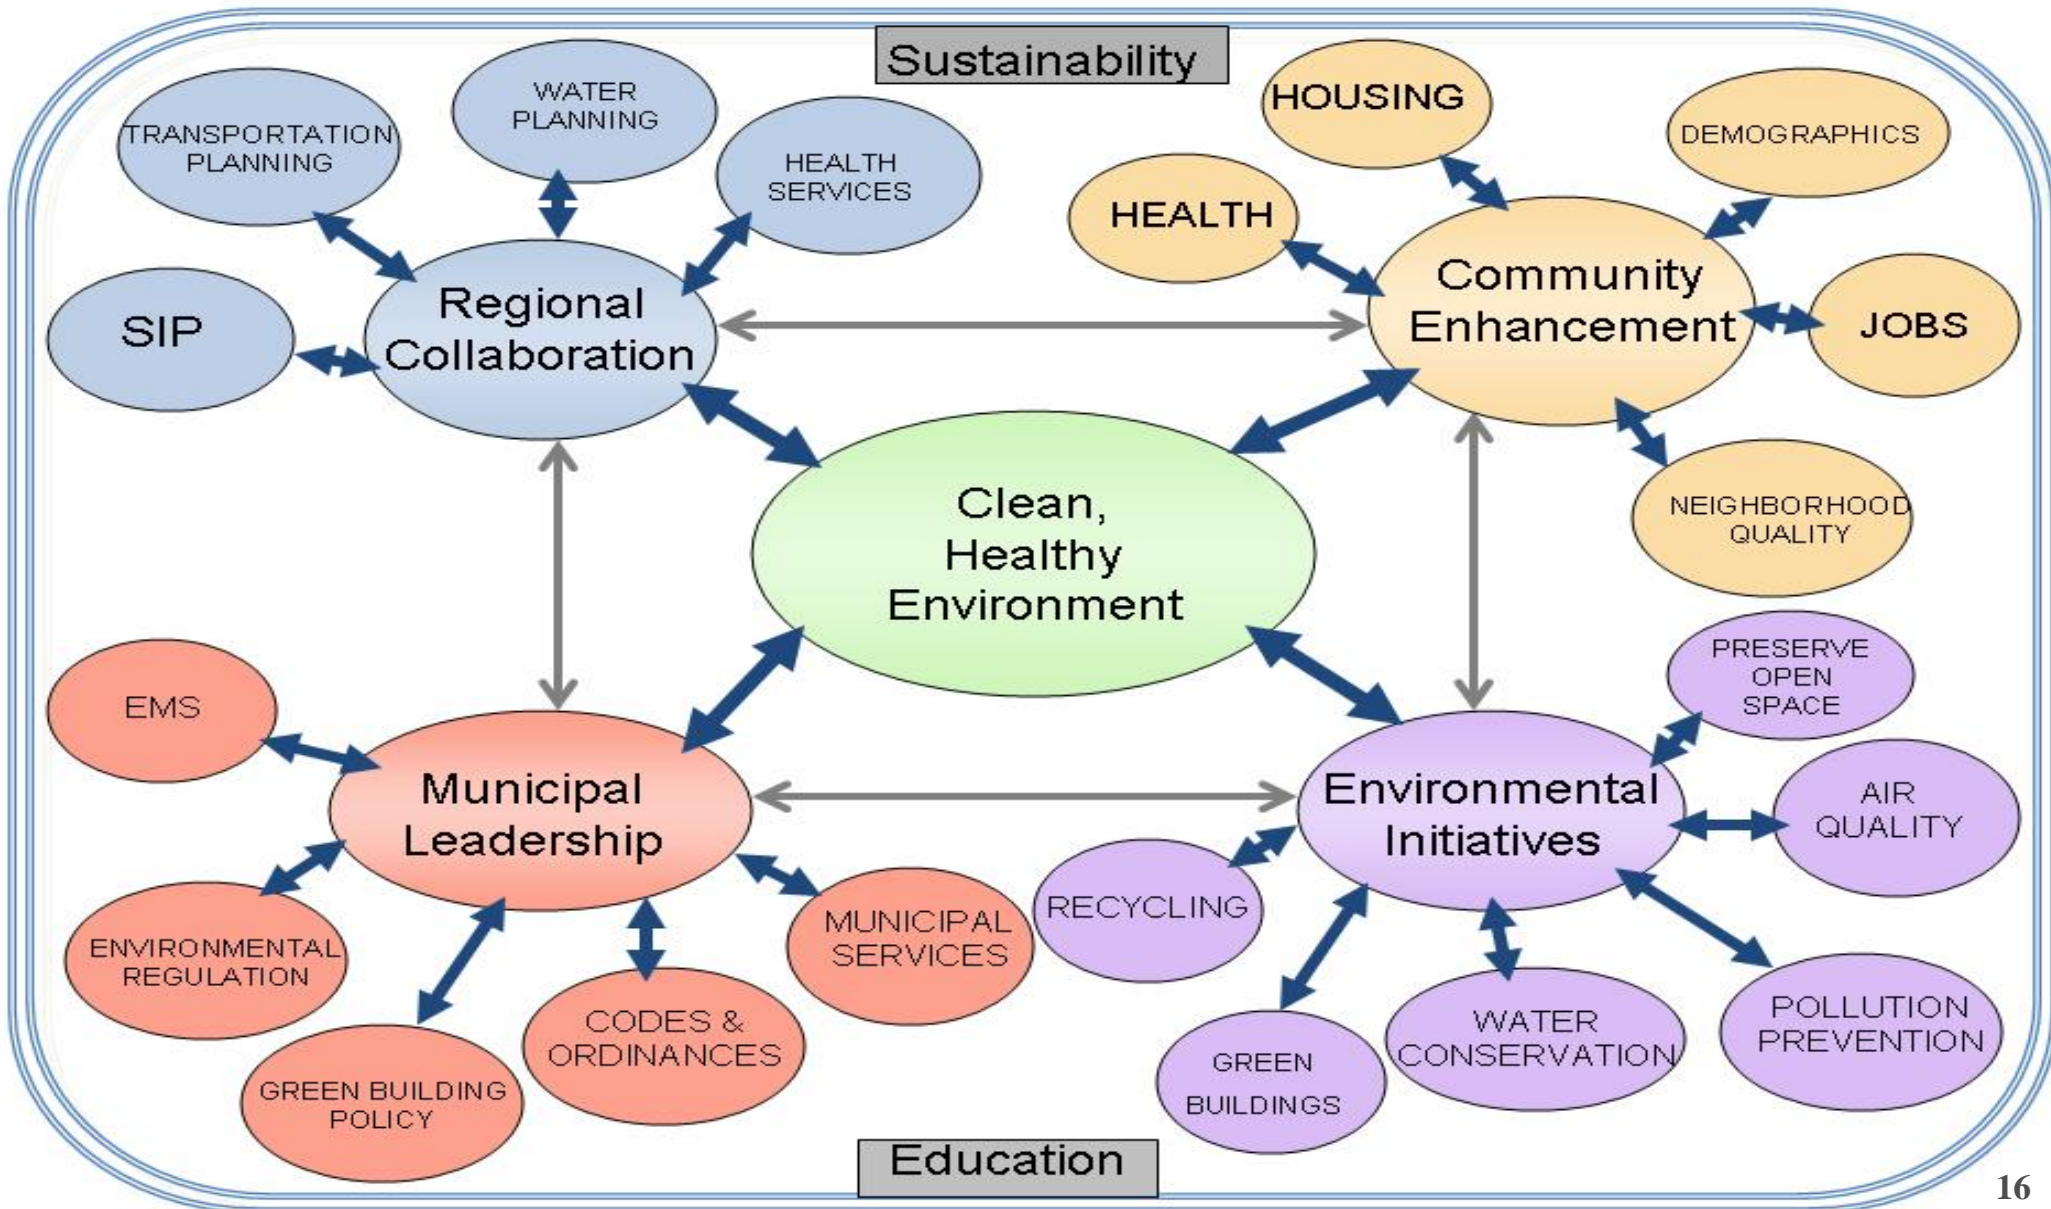 Sustainability
TRANSPORTATION
PLANNING
WATER
PLANNING
HEALTH
SERVICES
SIP
Regional
Collaboration
HOUSING
DEMOGRAPHICS
HEALTH
Community
Enhancement
JOBS
NEIGHBORHOOD
QUALITY
Clean,
Healthy
Environment
EMS
Municipal
Leadership
ENVIRONMENTAL
REGULATION
GREEN BUILDING
POLICY
CODES &
ORDINANCES
MUNICIPAL
SERVICES
PRESERVE
OPEN
SPACE
Environmental
Initiatives
AIR
QUALITY
RECYCLING
GREEN
BUILDINGS
WATER
CONSERVATION
POLLUTION
PREVENTION
Education
16